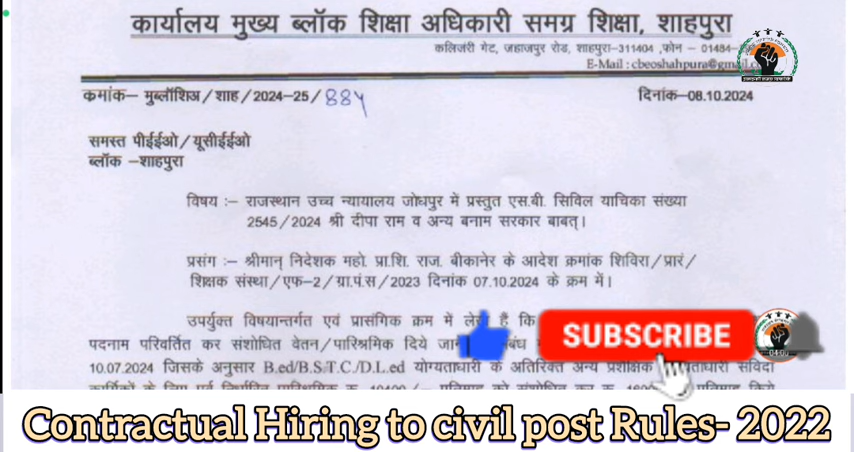 कार्यालय मुख्य ब्लॉक शिक्षा अधिकारी समग्र शिक्षा, शाहपुरा
कलिजंरी गेट, जहाजपुर रोड, शाहपुरा-311404 ,फोन – 01484-
E-Mail : cbeoshahpura@gmail.co
क्रमांक– मुब्लॉशिअ/शाह/2024-25/884
दिनांक-08.10.2024
समस्त पीईईओ/यूसीईईओ
ब्लॉक –शाहपुरा
विषय :– राजस्थान उच्च न्यायालय जोधपुर में प्रस्तुत एस.बी. सिविल याचिका संख्या
2545/2024 श्री दीपा राम व अन्य बनाम सरकार बाबत्।
प्रसंग :– श्रीमान् निदेशक महो. प्रा.शि. राज. बीकानेर के आदेश क्रमांक शिविरा/प्रारं/
शिक्षक संस्था/एफ-2/ग्रा.पं.स/2023 दिनांक 07.10.2024 के क्रम में।
उपर्युक्त विषयान्तर्गत एवं प्रासंगिक क्रम में है कि
पदनाम परिवर्तित कर संशोधित वेतन/पारिश्रमिक दिये
10.07.2024 जिसके अनुसार B.ed/B.S.T.C/D.L.ed योग्यताधारी के अतिरिक्त अन्य संविदा
SUBSCRIBE
04:00
Contractual Hiring to civil post Rules- 2022